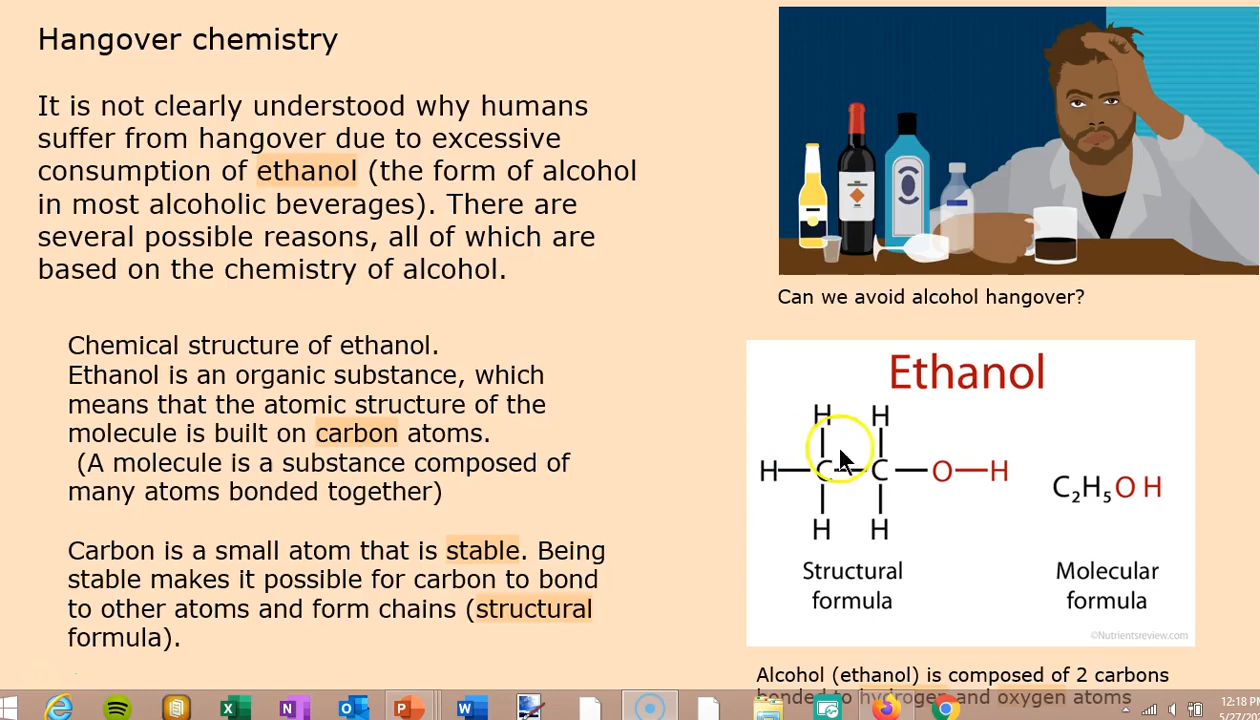 Hangover chemistry
It is not clearly understood why humans
suffer from hangover due to excessive
consumption of ethanol (the form of alcohol
in most alcoholic beverages). There are
several possible reasons, all of which are
based on the chemistry of alcohol.
Can we avoid alcohol hangover?
Chemical structure of ethanol.
Ethanol is an organic substance, which
means that the atomic structure of the
molecule is built on carbon atoms.
(A molecule is a substance composed of
many atoms bonded together)
Carbon is a small atom that is stable. Being
stable makes it possible for carbon to bond
to other atoms and form chains (structural
formula).
Ethanol
H H
H C C O H
H H
C₂H₅O H
Structural
formula
Molecular
formula
©Nutrientsreview.com
Alcohol (ethanol) is composed of 2 carbons
bonded to hydrogen and oxygen atoms
12:18 PM